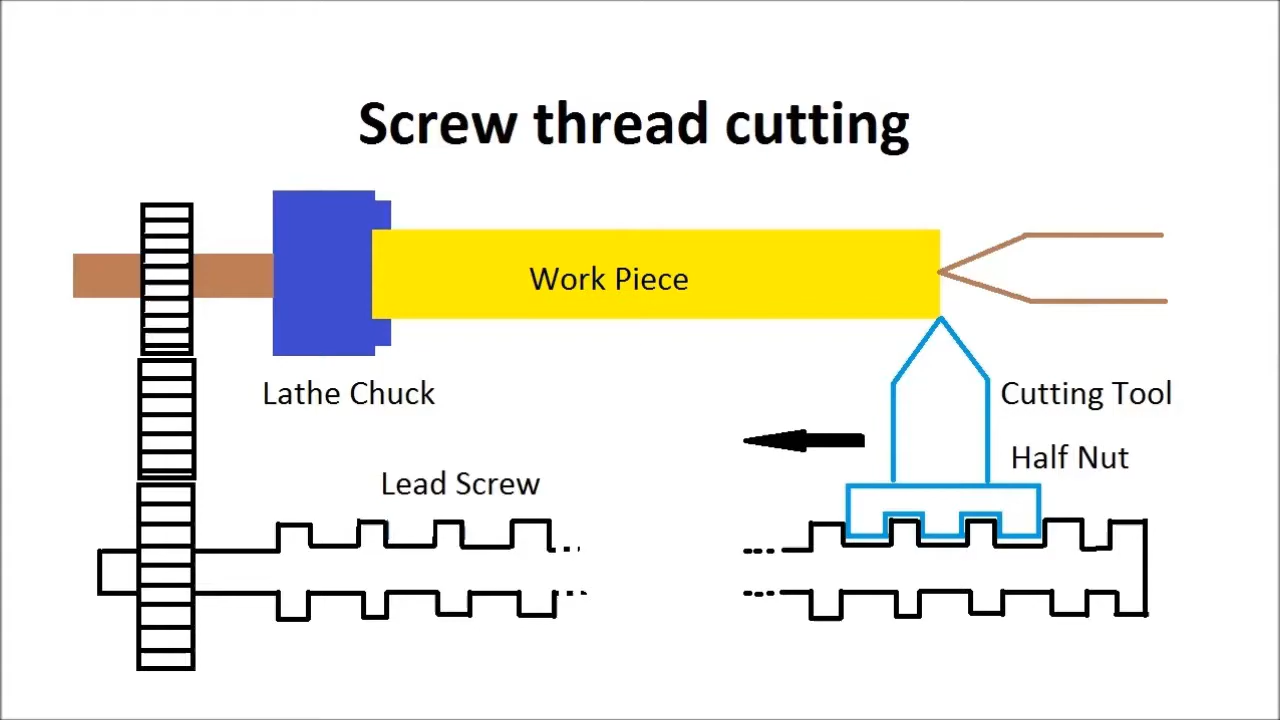 Screw thread cutting
Work Piece
Lathe Chuck
Cutting Tool
Half Nut
Lead Screw